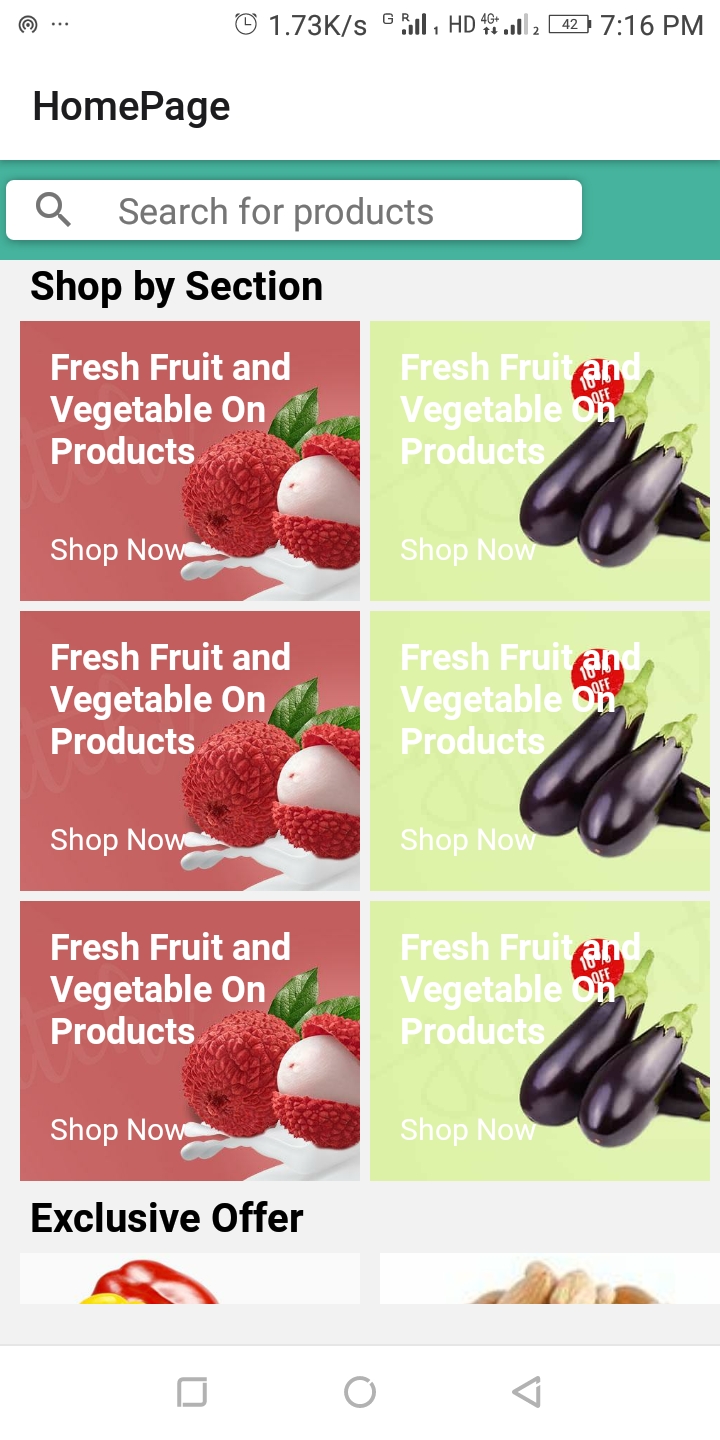 1.73K/s G R 1 HD 4G+ 2 42 7:16 PM
HomePage
Search for products
Shop by Section
Fresh Fruit and
Vegetable On
Products
Shop Now
Fresh Fruit and
Vegetable On
Products
10%
OFF
Shop Now
Fresh Fruit and
Vegetable On
Products
Shop Now
Fresh Fruit and
Vegetable On
Products
10%
OFF
Shop Now
Fresh Fruit and
Vegetable On
Products
Shop Now
Fresh Fruit and
Vegetable On
Products
10%
OFF
Shop Now
Exclusive Offer